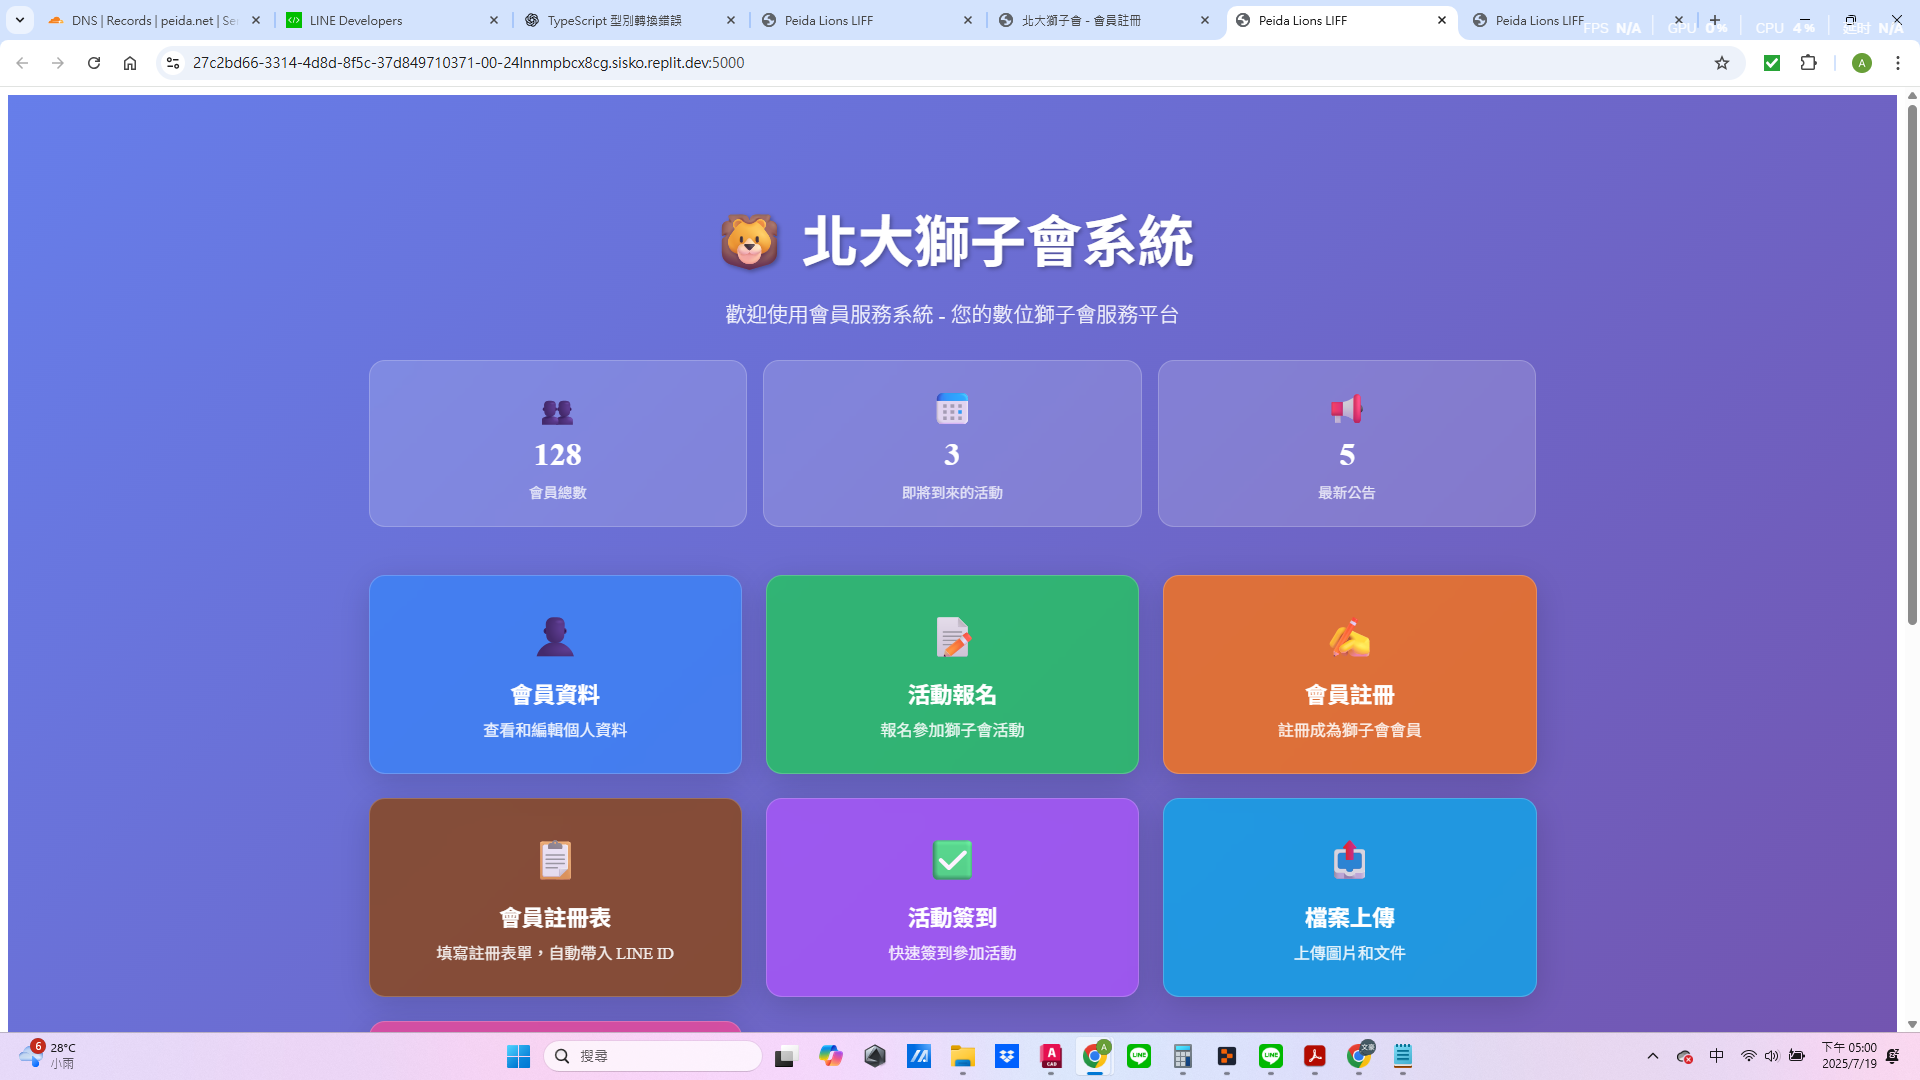 DNS | Records | peida.net | Se
LINE Developers
TypeScript 型別轉換錯誤
Peida Lions LIFF
北大獅子會 - 會員註冊
Peida Lions LIFF
Peida Lions LIFF
FPS N/A
GPU 0%
CPU 4%
延时 N/A
27c2bd66-3314-4d8d-8f5c-37d849710371-00-24lnnmpbcx8cg.sisko.replit.dev:5000
A
北大獅子會系統
歡迎使用會員服務系統 - 您的數位獅子會服務平台
128
會員總數
3
即將到來的活動
5
最新公告
會員資料
查看和編輯個人資料
活動報名
報名參加獅子會活動
會員註冊
註冊成為獅子會會員
會員註冊表
填寫註冊表單，自動帶入 LINE ID
活動簽到
快速簽到參加活動
檔案上傳
上傳圖片和文件
6
28°C
小雨
搜尋
A
CAD
A
LINE
LINE
文豪
中
下午 05:00
2025/7/19